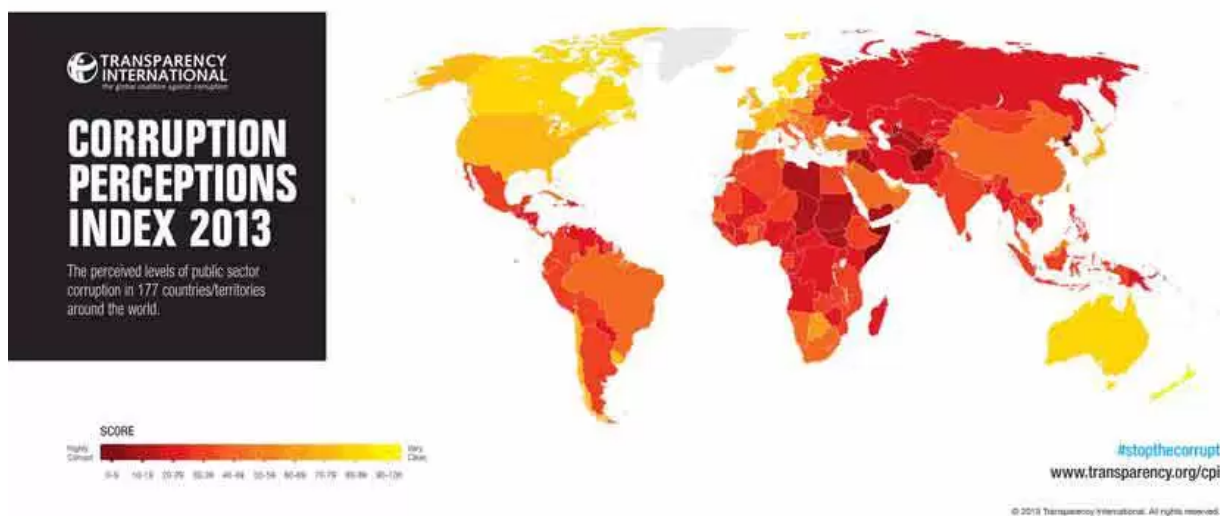 TRANSPARENCY
INTERNATIONAL
the global coalition against corruption
CORRUPTION
PERCEPTIONS
INDEX 2013
The perceived levels of public sector
corruption in 177 countries/territories
around the world.
SCORE
Highly
Corrupt
Very
Clean
0-9 10-19 20-29 30-39 40-49 50-59 60-69 70-79 80-89 90-100
#stopthecorrupt
www.transparency.org/cpi
All rights reserved.